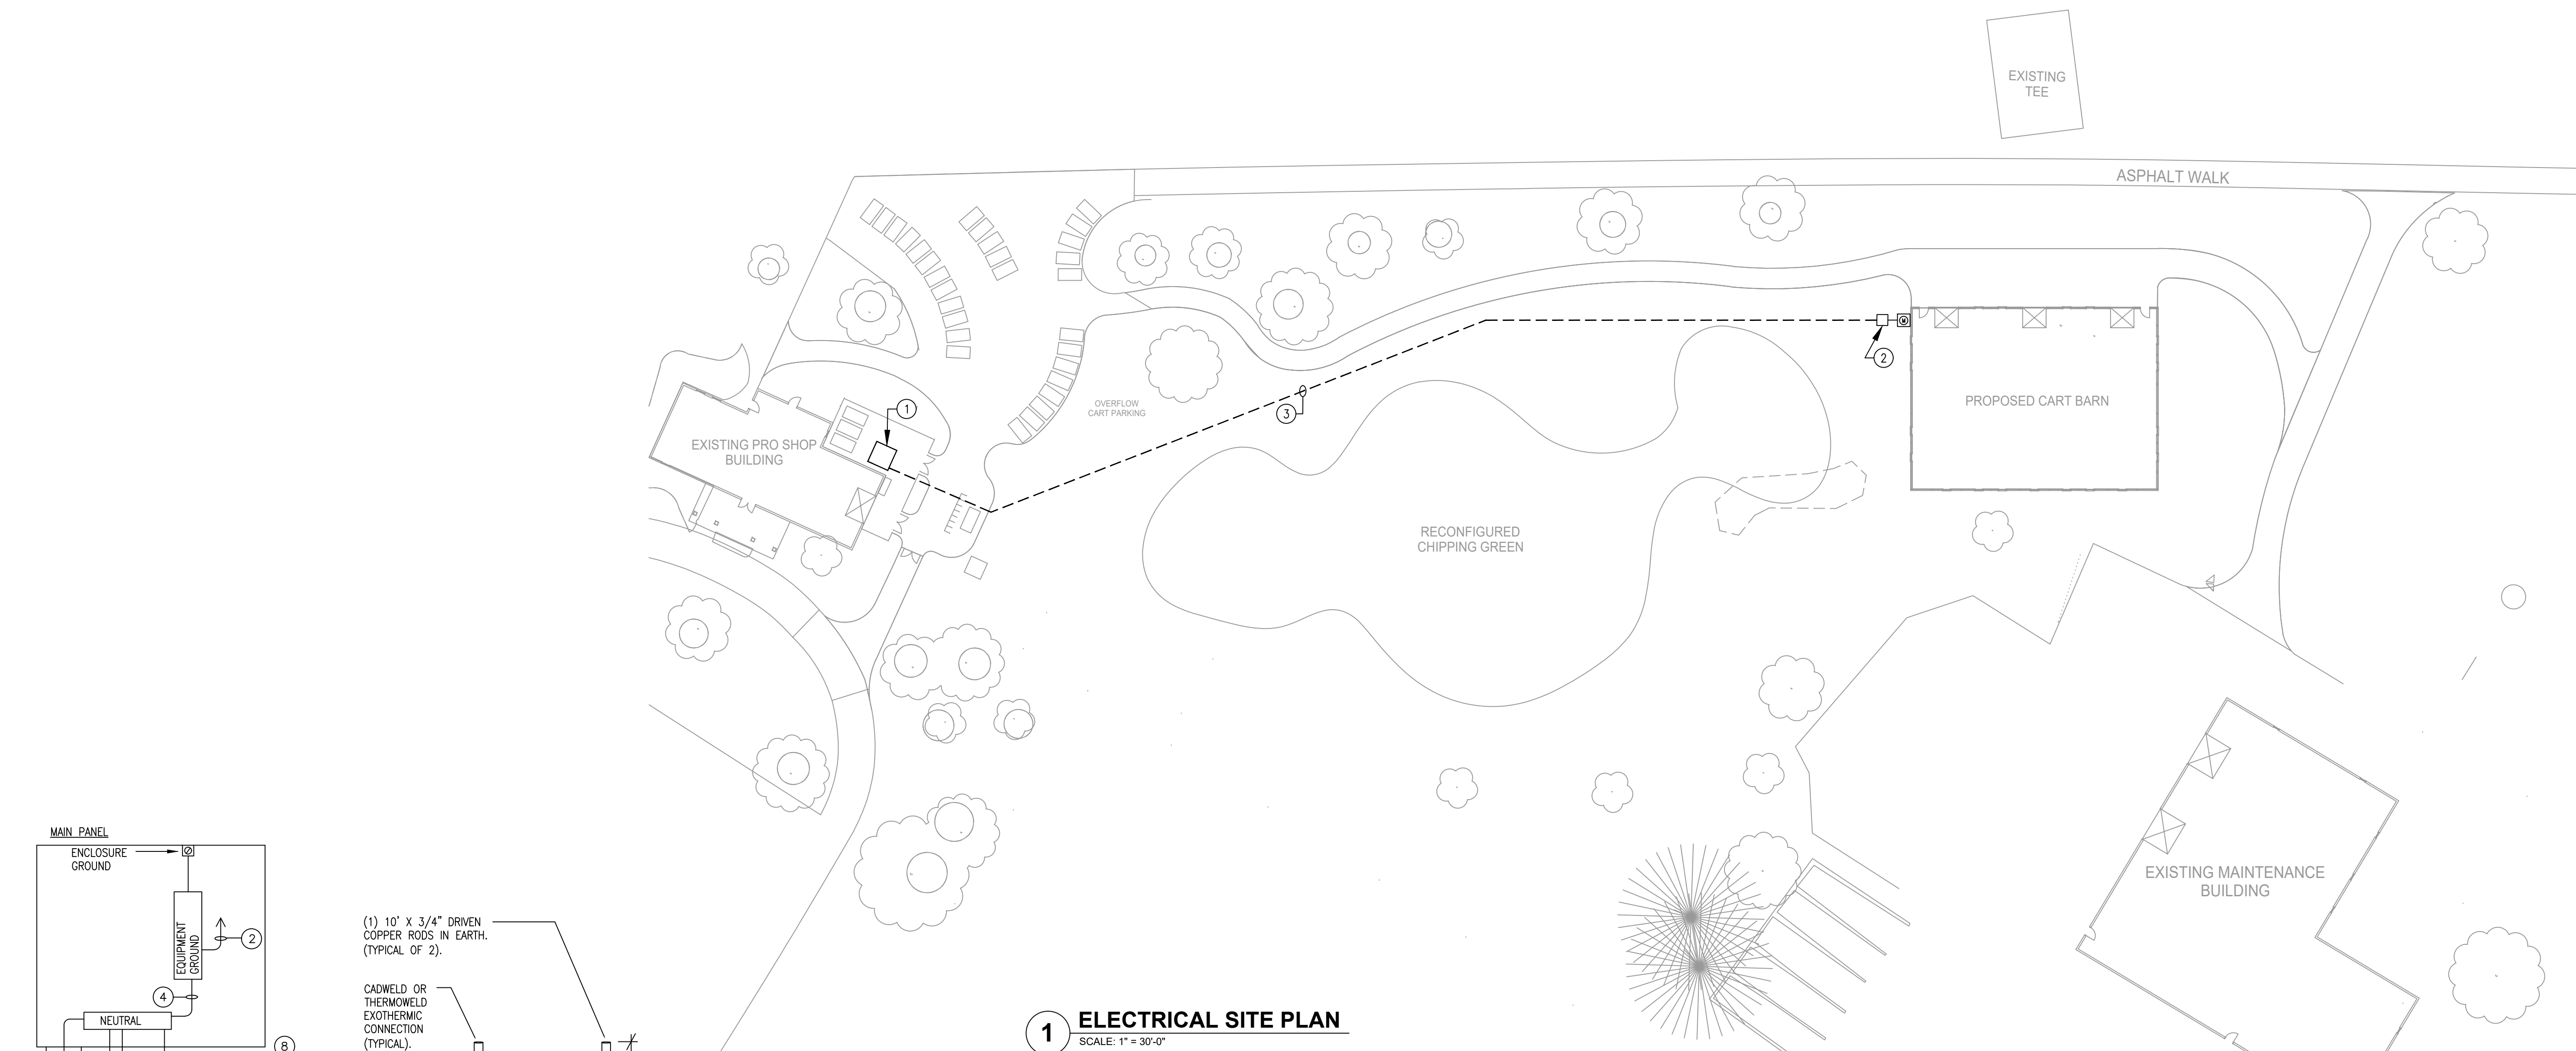 EXISTING
TEE
ASPHALT WALK
1
OVERFLOW
CART PARKING
3
2
M
PROPOSED CART BARN
EXISTING PRO SHOP
BUILDING
RECONFIGURED
CHIPPING GREEN
EXISTING MAINTENANCE
BUILDING
MAIN PANEL
ENCLOSURE
GROUND
EQUIPMENT
GROUND
2
4
NEUTRAL
8
(1) 10' X 3/4" DRIVEN
COPPER RODS IN EARTH.
(TYPICAL OF 2).
CADWELD OR
THERMOWELD
EXOTHERMIC
CONNECTION
(TYPICAL).
1
ELECTRICAL SITE PLAN
SCALE: 1" = 30'-0"